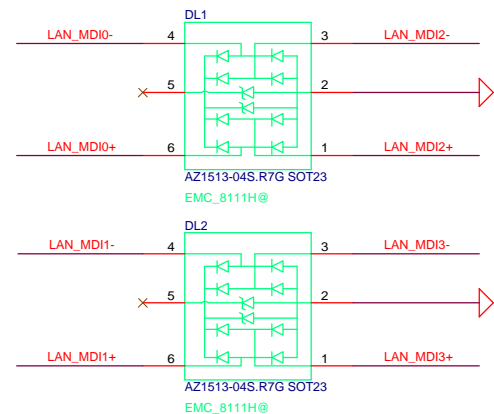 DL1
LAN_MDI0- 4 3 LAN_MDI2-
5 2
LAN_MDI0+ 6 1 LAN_MDI2+
AZ1513-04S.R7G SOT23
EMC_8111H@
DL2
LAN_MDI1- 4 3 LAN_MDI3-
5 2
LAN_MDI1+ 6 1 LAN_MDI3+
AZ1513-04S.R7G SOT23
EMC_8111H@